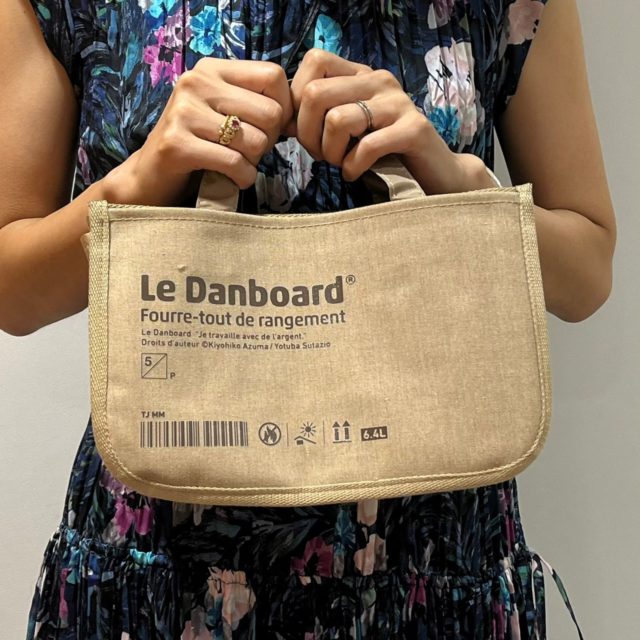 Le Danboard®
Fourre-tout de rangement
Le Danboard "Je travaille avec de l'argent."
Droits d'auteur ©Kiyohiko Azuma / Yotuba Sutazio
5
P
TJ MM
6.4L